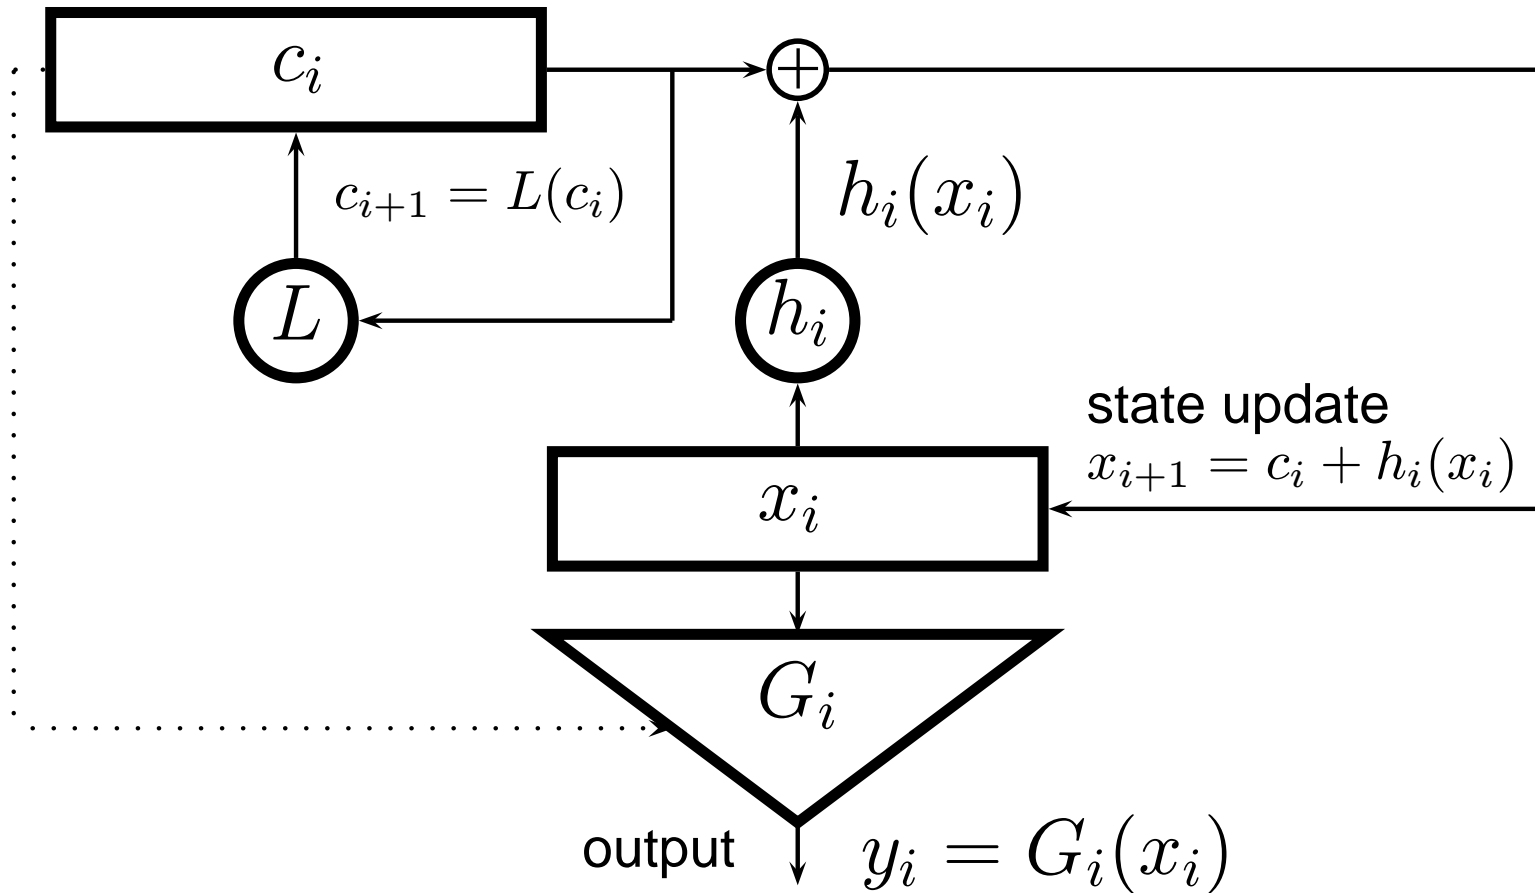 c_i
⊕
c_{i+1} = L(c_i)
h_i(x_i)
L
h_i
state update
x_{i+1} = c_i + h_i(x_i)
x_i
G_i
output
y_i = G_i(x_i)